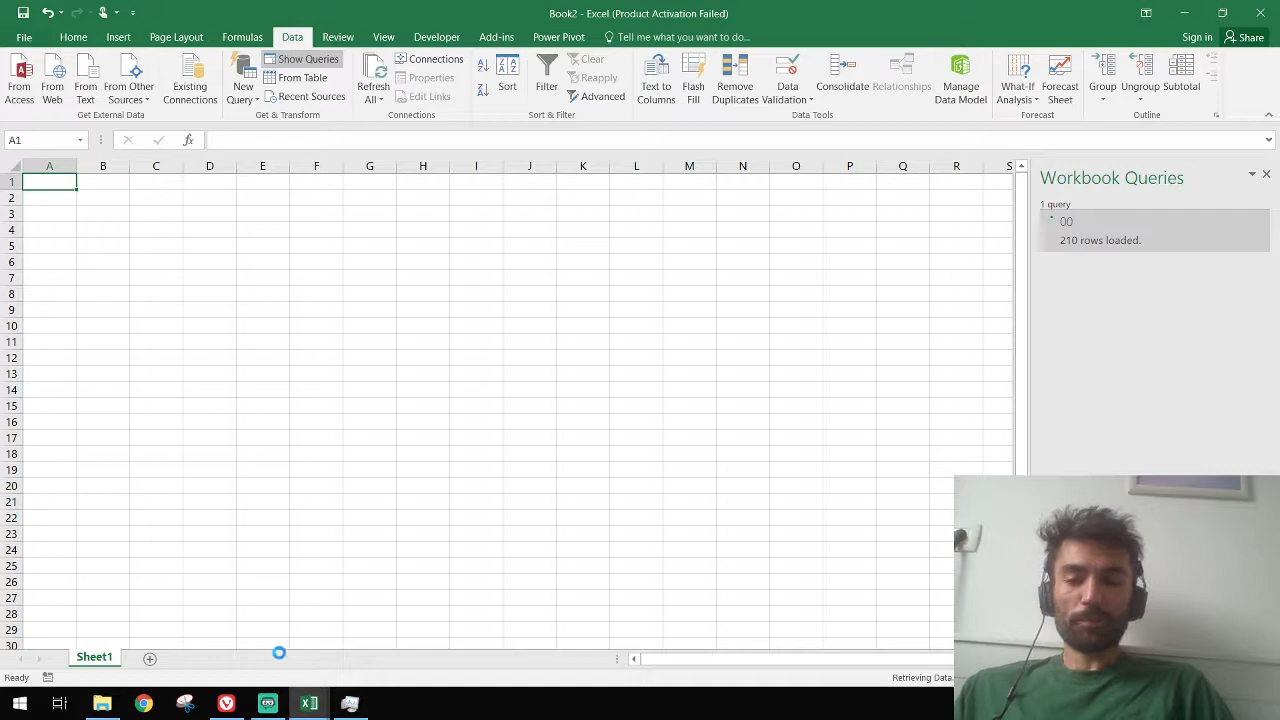 Book2 - Excel (Product Activation Failed)
File Home Insert Page Layout Formulas Data Review View Developer Add-ins Power Pivot Tell me what you want to do... Sign in Share
From Access
From Web
From Text
From Other Sources
Existing Connections
Get External Data
New Query
Show Queries
From Table
Recent Sources
Get & Transform
Refresh All
Connections
Properties
Edit Links
Connections
Sort
Filter
Clear
Reapply
Advanced
Sort & Filter
Text to Columns
Flash Fill
Remove Duplicates
Data Validation
Consolidate
Relationships
Manage Data Model
Data Tools
What-If Analysis
Forecast Sheet
Forecast
Group
Ungroup
Subtotal
Outline
A1
fx
A B C D E F G H I J K L M N O P Q R S
1
2
3
4
5
6
7
8
9
10
11
12
13
14
15
16
17
18
19
20
21
22
23
24
25
26
27
28
29
30
Workbook Queries
1 query
00
210 rows loaded.
Sheet1
Ready
Retrieving Data.